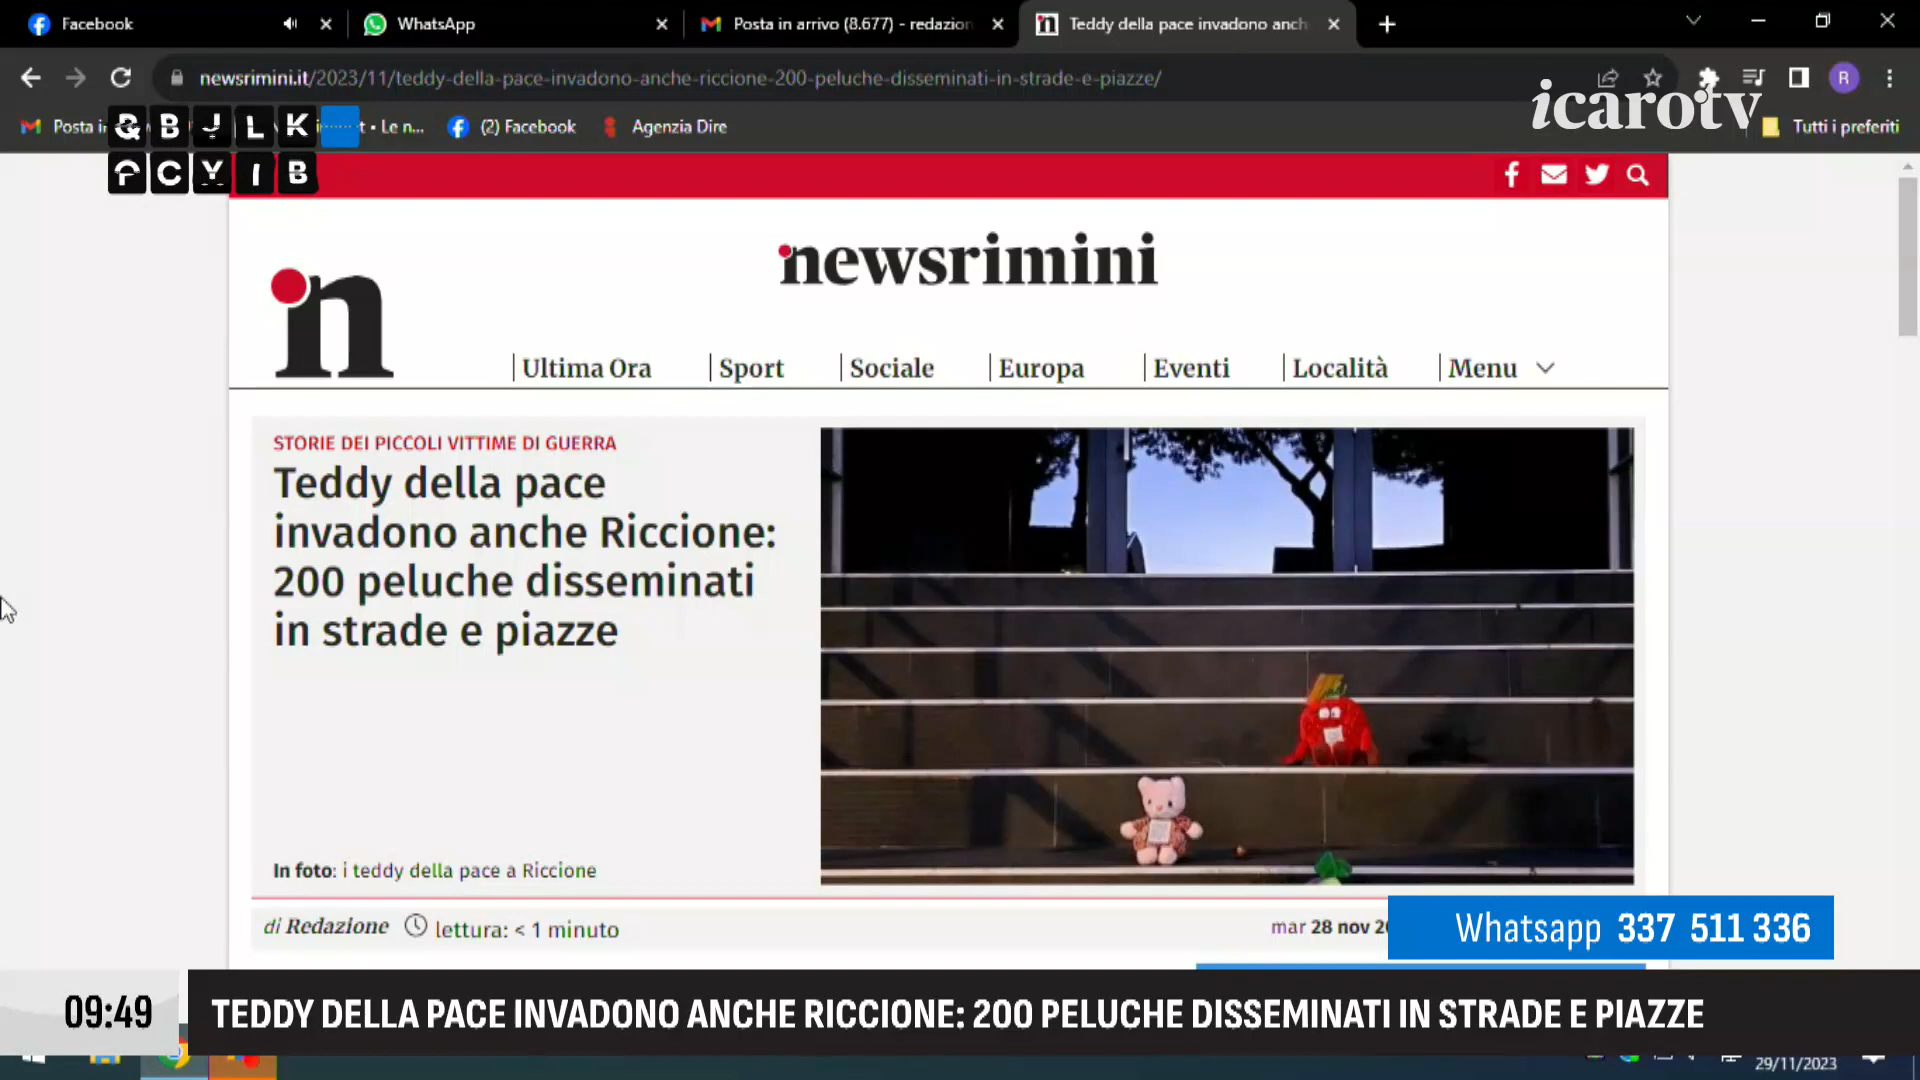 Facebook
WhatsApp
Posta in arrivo (8.677) - redazion
Teddy della pace invadono anch
newsrimini.it/2023/11/teddy-della-pace-invadono-anche-riccione-200-peluche-disseminati-in-strade-e-piazze/
R
icarotv
Posta in
t • Le n...
(2) Facebook
Agenzia Dire
Tutti i preferiti
& B J L K
C Y I B
newsrimini
n
Ultima Ora
Sport
Sociale
Europa
Eventi
Località
Menu
STORIE DEI PICCOLI VITTIME DI GUERRA
Teddy della pace
invadono anche Riccione:
200 peluche disseminati
in strade e piazze
In foto: i teddy della pace a Riccione
di Redazione
lettura: < 1 minuto
mar 28 nov 20
Whatsapp 337 511 336
09:49
TEDDY DELLA PACE INVADONO ANCHE RICCIONE: 200 PELUCHE DISSEMINATI IN STRADE E PIAZZE
29/11/2023